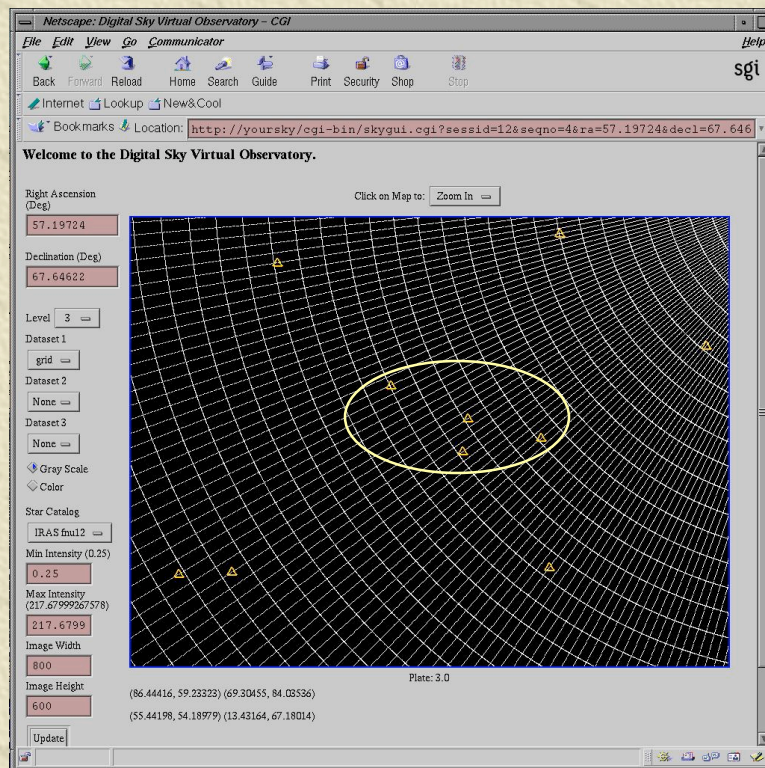 Netscape: Digital Sky Virtual Observatory – CGI
File Edit View Go Communicator Help
Back Forward Reload Home Search Guide Print Security Shop Stop
sgi
Internet Lookup New&Cool
Bookmarks Location: http://yoursky/cgi-bin/skygui.cgi?sessid=12&seqno=4&ra=57.19724&decl=67.646
Welcome to the Digital Sky Virtual Observatory.
Right Ascension
(Deg)
Click on Map to: Zoom In
57.19724
Declination (Deg)
67.64622
Level 3
Dataset 1
grid
Dataset 2
None
Dataset 3
None
Gray Scale
Color
Star Catalog
IRAS fnu12
Min Intensity (0.25)
0.25
Max Intensity
(217.67999267578)
217.6799
Image Width
800
Image Height
600
Update
Plate: 3.0
(86.44416, 59.23323) (69.30455, 84.03536)
(55.44198, 54.18979) (13.43164, 67.18014)